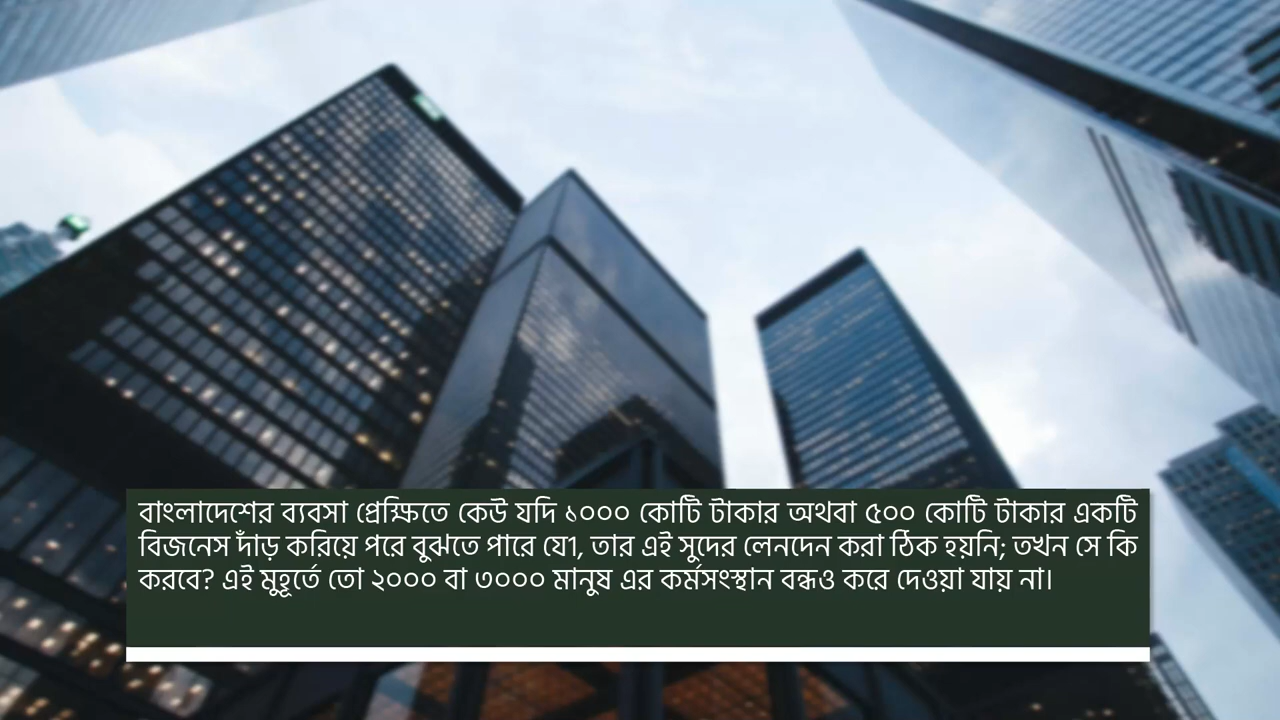 বাংলাদেশের ব্যবসা প্রেক্ষিতে কেউ যদি ১০০০ কোটি টাকার অথবা ৫০০ কোটি টাকার একটি
বিজনেস দাঁড় করিয়ে পরে বুঝতে পারে যো, তার এই সুদের লেনদেন করা ঠিক হয়নি; তখন সে কি
করবে? এই মুহূর্তে তো ২০০০ বা ৩০০০ মানুষ এর কর্মসংস্থান বন্ধও করে দেওয়া যায় না।